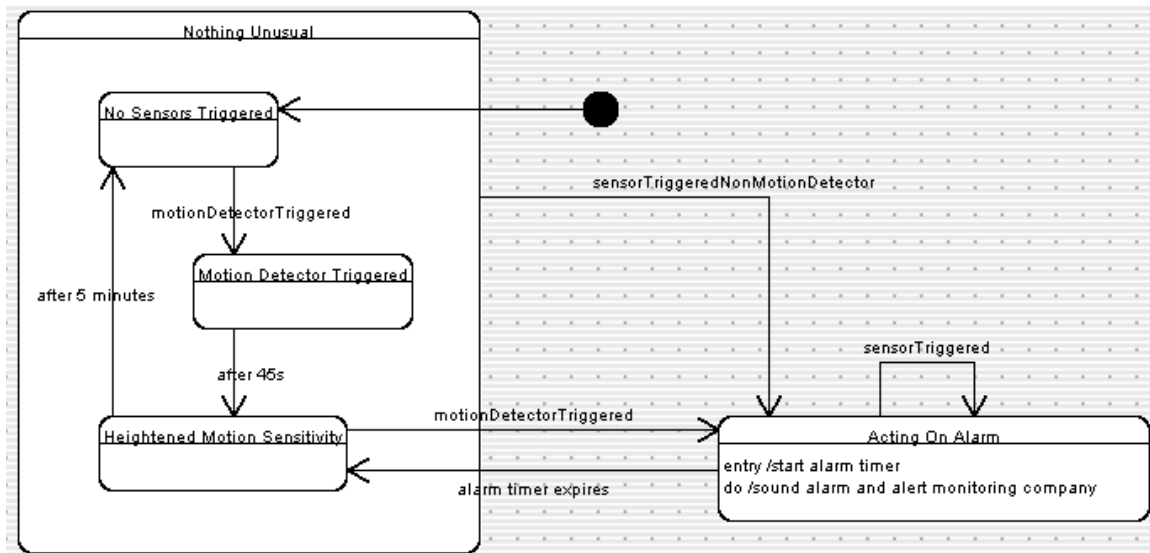 Nothing Unusual
No Sensors Triggered
sensorTriggeredNonMotionDetector
motionDetectorTriggered
Motion Detector Triggered
after 5 minutes
sensorTriggered
after 45s
motionDetectorTriggered
Heightened Motion Sensitivity
Acting On Alarm
entry /start alarm timer
do /sound alarm and alert monitoring company
alarm timer expires